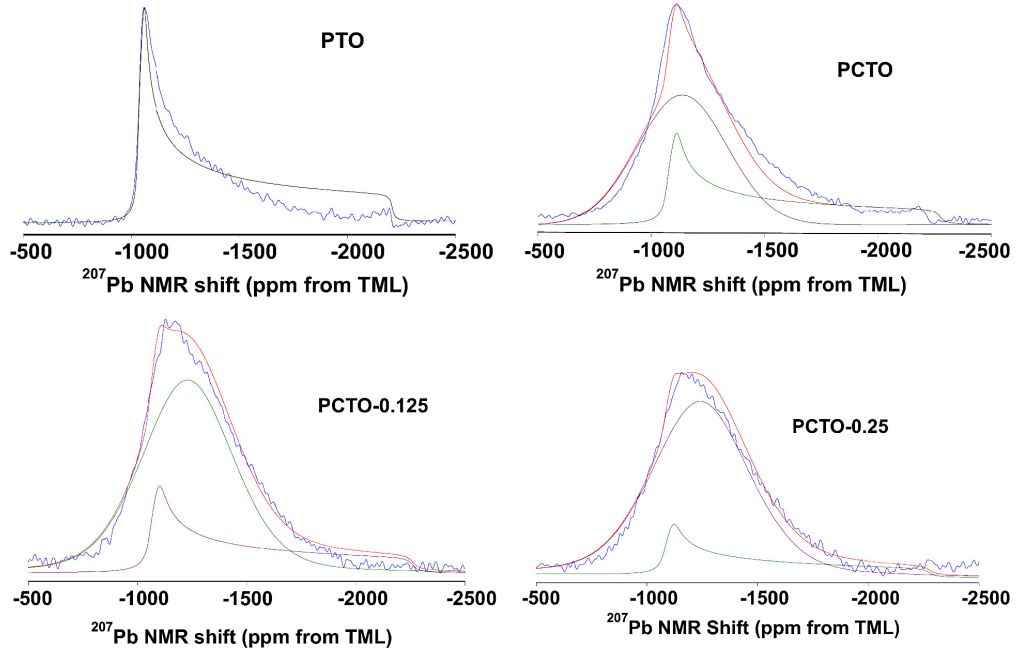 PTO
-500 -1000 -1500 -2000 -2500
²⁰⁷Pb NMR shift (ppm from TML)
PCTO
-500 -1000 -1500 -2000 -2500
²⁰⁷Pb NMR shift (ppm from TML)
PCTO-0.125
-500 -1000 -1500 -2000 -2500
²⁰⁷Pb NMR shift (ppm from TML)
PCTO-0.25
-500 -1000 -1500 -2000 -2500
²⁰⁷Pb NMR Shift (ppm from TML)